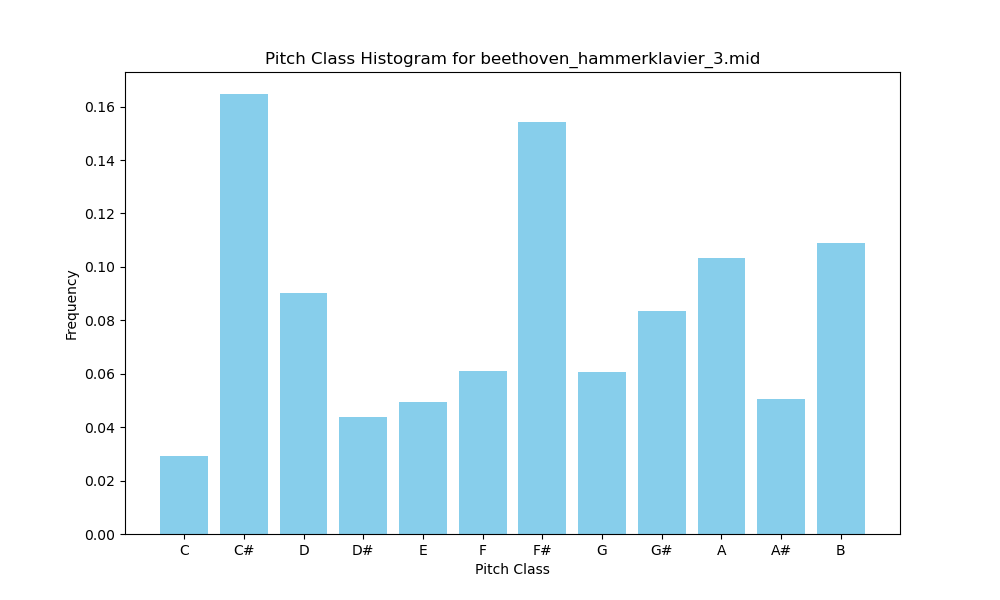 Pitch Class Histogram for beethoven_hammerklavier_3.mid
Frequency
0.16
0.14
0.12
0.10
0.08
0.06
0.04
0.02
0.00
C C# D D# E F F# G G# A A# B
Pitch Class